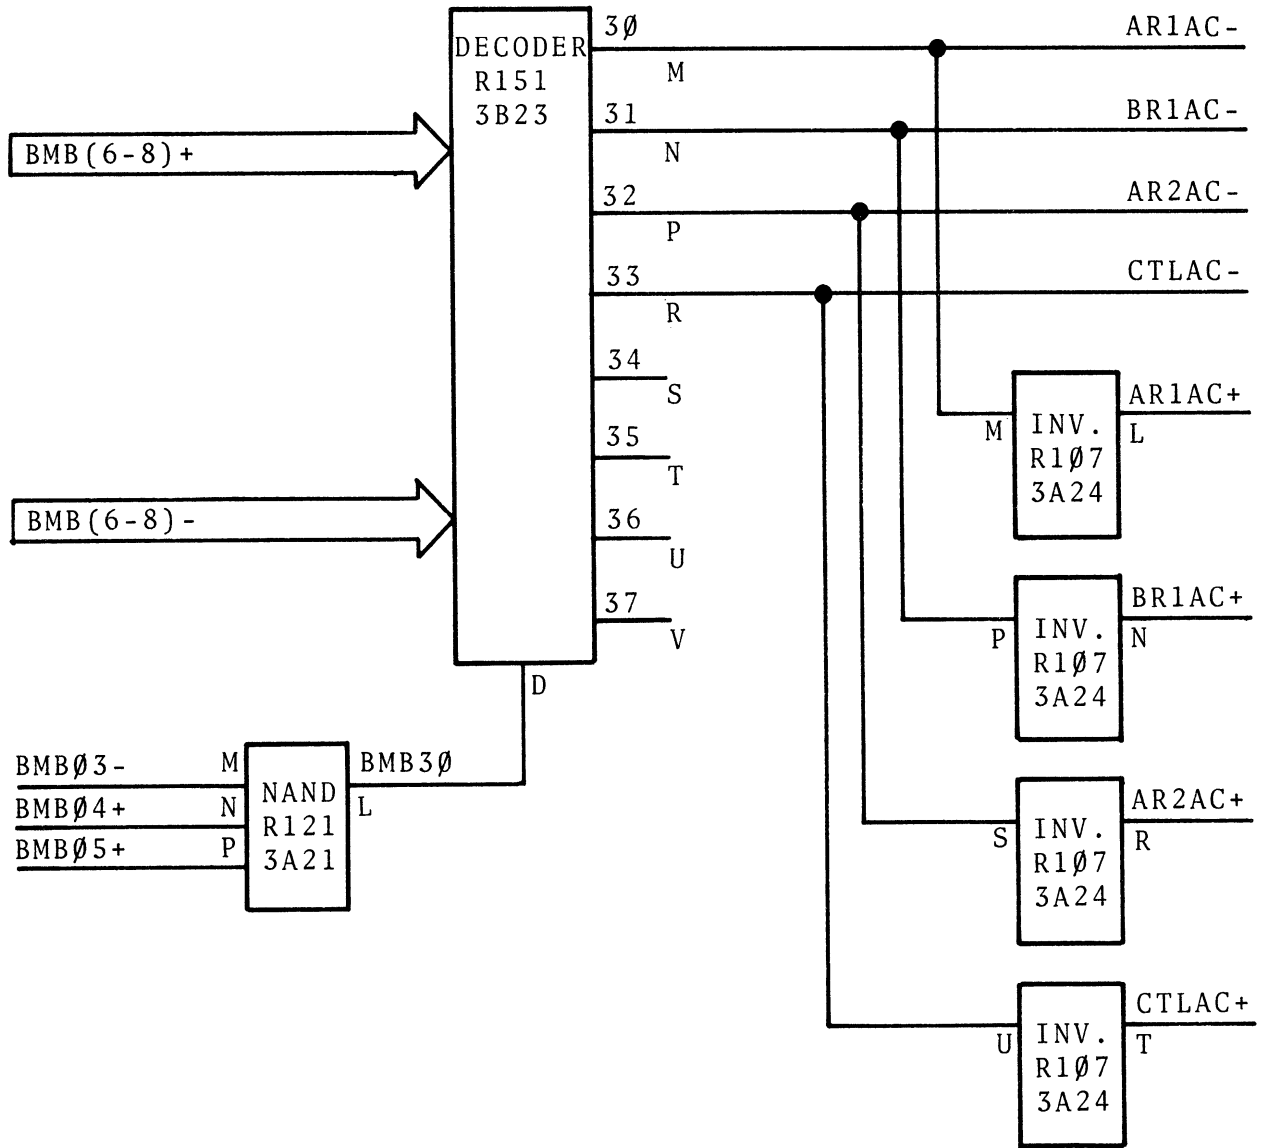 DECODER
R151
3B23
BMB(6-8)+
BMB(6-8)-
3Ø
M
AR1AC-
31
N
BR1AC-
32
P
AR2AC-
33
R
CTLAC-
34
S
35
T
36
U
37
V
D
BMBØ3-
M
BMBØ4+
N
BMBØ5+
P
NAND
R121
3A21
BMB3Ø
L
M
INV.
R1Ø7
3A24
AR1AC+
L
P
INV.
R1Ø7
3A24
BR1AC+
N
S
INV.
R1Ø7
3A24
AR2AC+
R
U
INV.
R1Ø7
3A24
CTLAC+
T